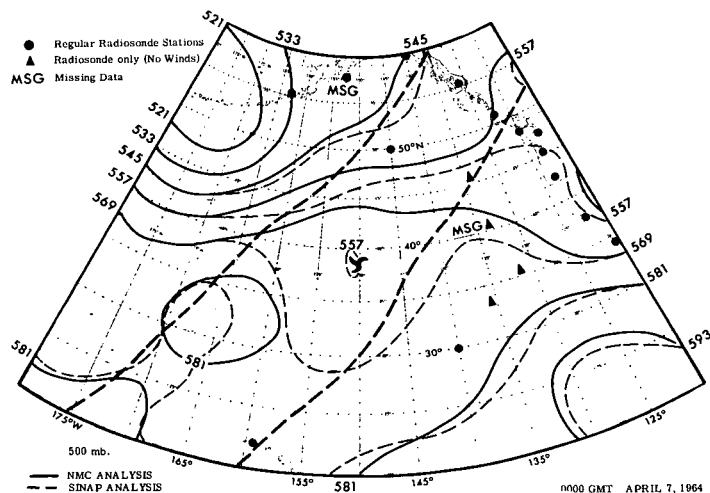 521
533
545
557
● Regular Radiosonde Stations
▲ Radiosonde only (No Winds)
MSG Missing Data
MSG
521
533
545
557
569
50°N
MSG
40°
557
557
569
581
581
581
30°
593
175°W
165°
155°
581
145°
135°
125°
500 mb.
NMC ANALYSIS
SINAP ANALYSIS
0000 GMT APRIL 7, 1964